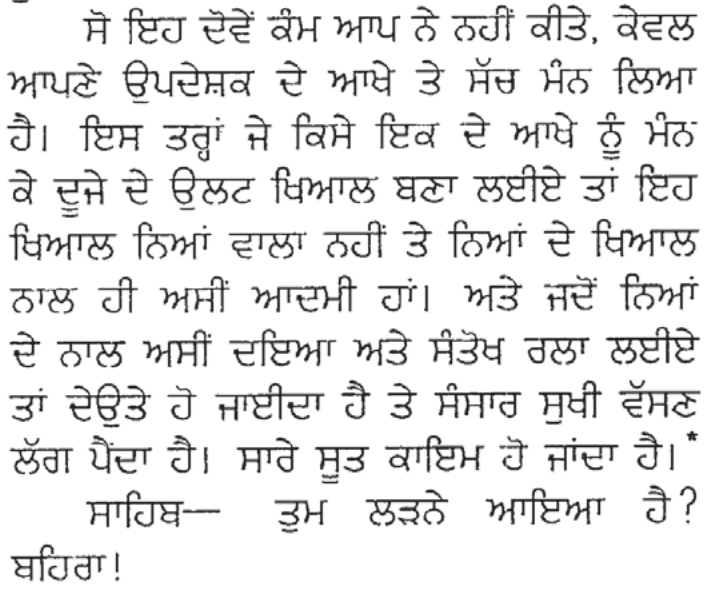 ਸੋ ਇਹ ਦੋਵੇਂ ਕੰਮ ਆਪ ਨੇ ਨਹੀਂ ਕੀਤੇ, ਕੇਵਲ
ਆਪਣੇ ਉਪਦੇਸ਼ਕ ਦੇ ਆਖੇ ਤੇ ਸੱਚ ਮੰਨ ਲਿਆ
ਹੈ। ਇਸ ਤਰ੍ਹਾਂ ਜੇ ਕਿਸੇ ਇਕ ਦੇ ਆਖੇ ਨੂੰ ਮੰਨ
ਕੇ ਦੂਜੇ ਦੇ ਉਲਟ ਖਿਆਲ ਬਣਾ ਲਈਏ ਤਾਂ ਇਹ
ਖਿਆਲ ਨਿਆਂ ਵਾਲਾ ਨਹੀਂ ਤੇ ਨਿਆਂ ਦੇ ਖਿਆਲ
ਨਾਲ ਹੀ ਅਸੀਂ ਆਦਮੀ ਹਾਂ। ਅਤੇ ਜਦੋਂ ਨਿਆਂ
ਦੇ ਨਾਲ ਅਸੀਂ ਦਇਆ ਅਤੇ ਸੰਤੋਖ ਰਲਾ ਲਈਏ
ਤਾਂ ਦੇਉਤੇ ਹੋ ਜਾਈਦਾ ਹੈ ਤੇ ਸੰਸਾਰ ਸੁਖੀ ਵੱਸਣ
ਲੱਗ ਪੈਂਦਾ ਹੈ। ਸਾਰੇ ਸੂਤ ਕਾਇਮ ਹੋ ਜਾਂਦਾ ਹੈ।*
ਸਾਹਿਬ— ਤੁਮ ਲੜਨੇ ਆਇਆ ਹੈ?
ਬਹਿਰਾ!